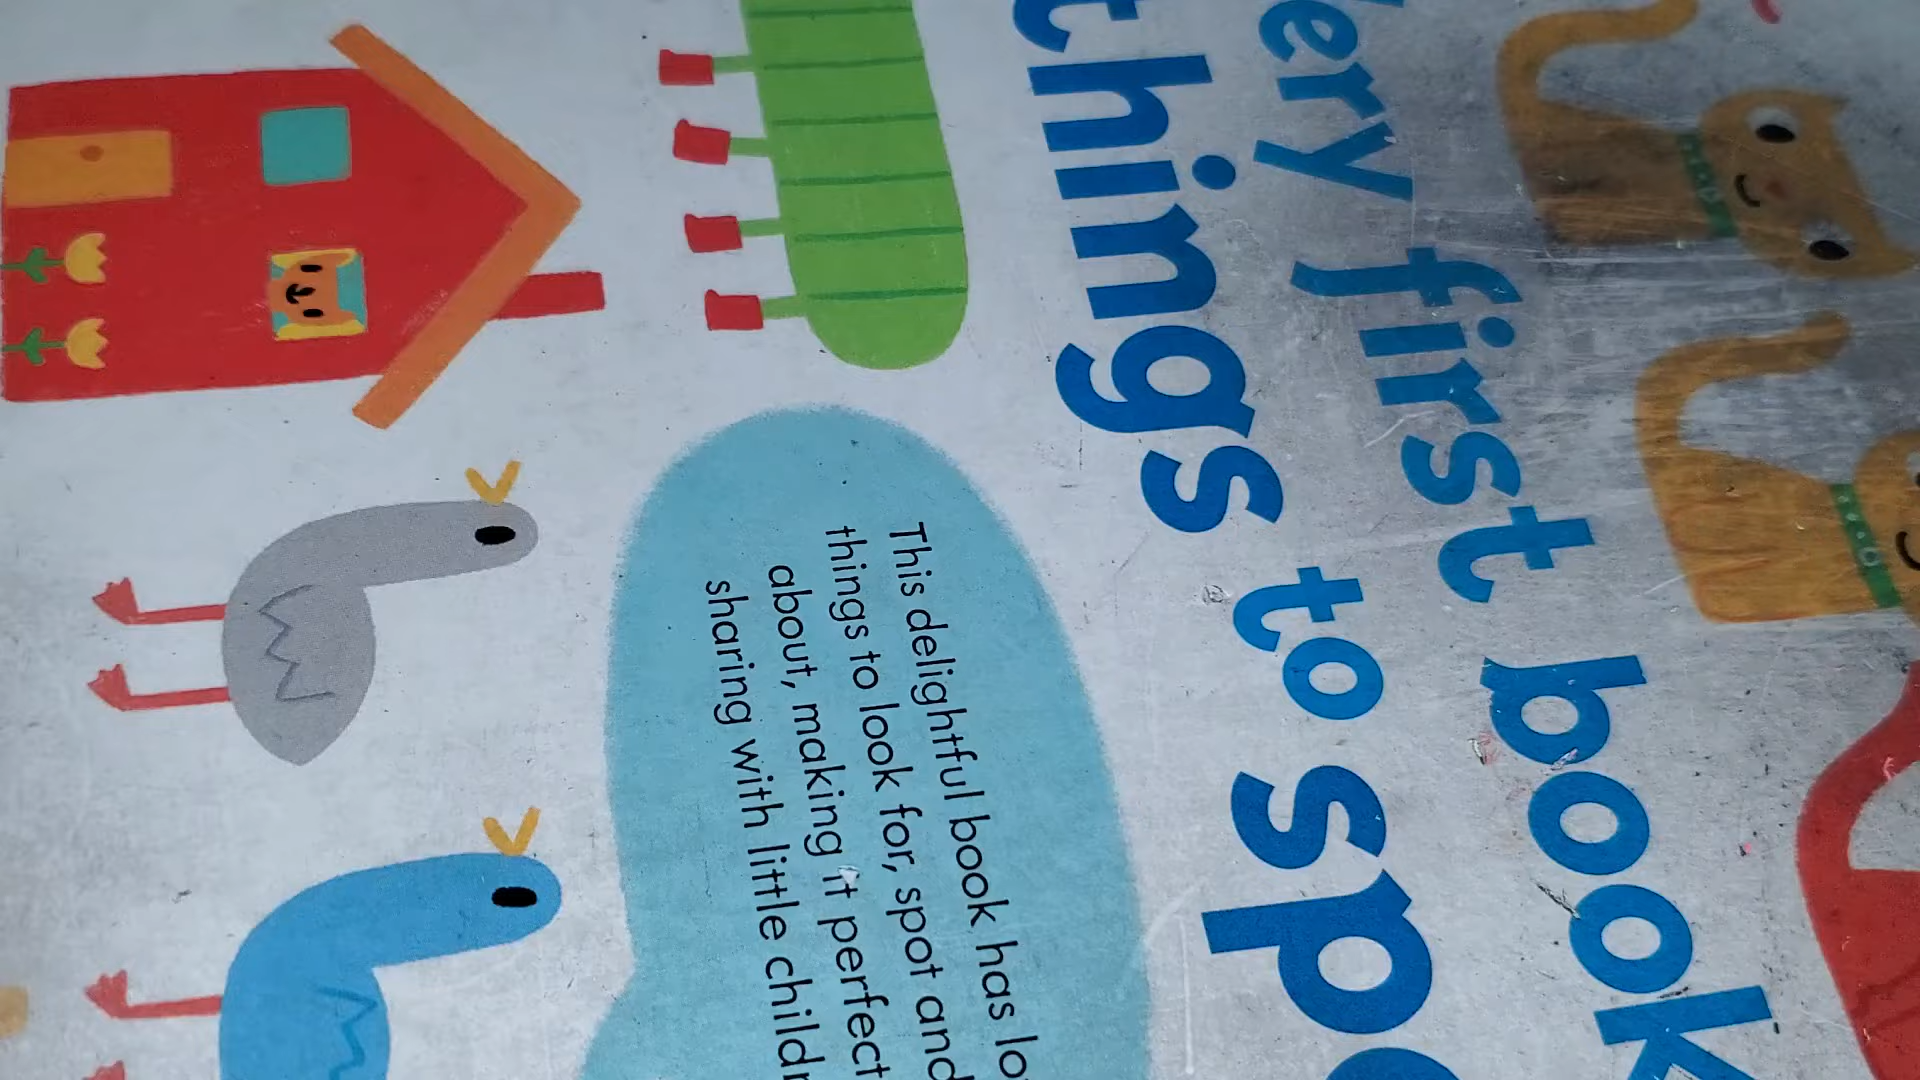 ery first book
things to spo
This delightful book has lo
things to look for, spot and
about, making it perfect
sharing with little childr